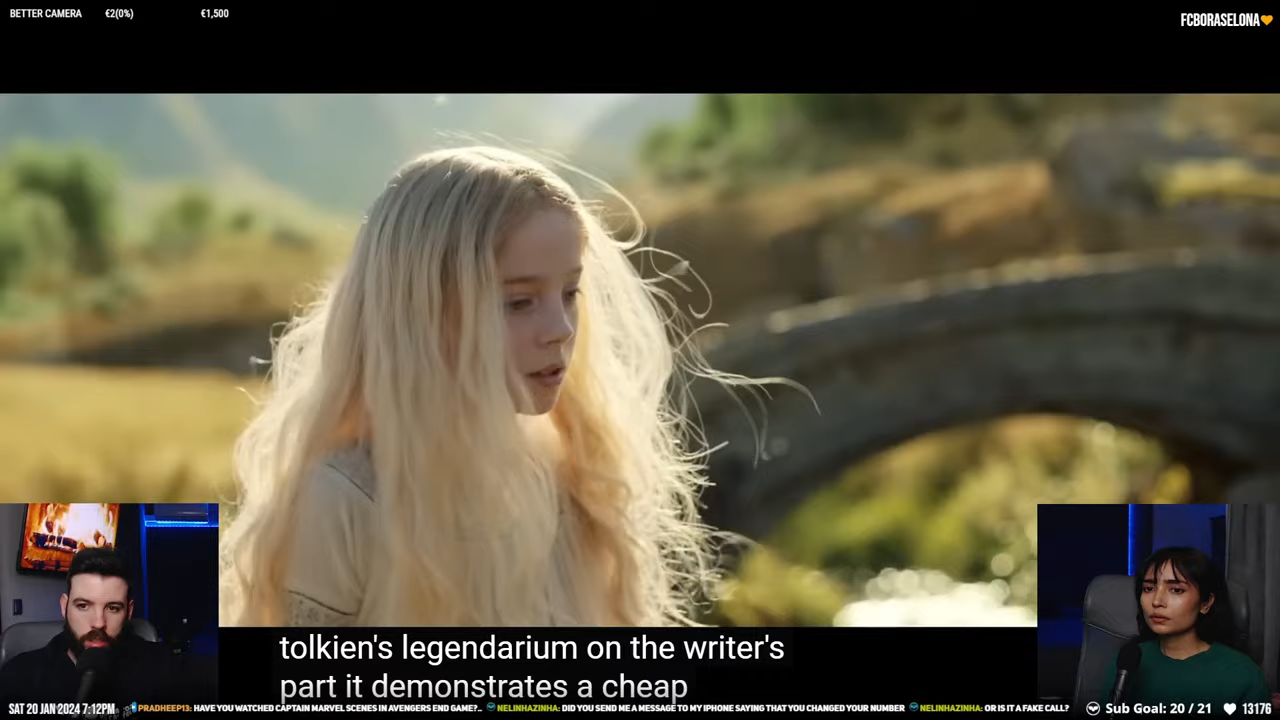 BETTER CAMERA €2(0%) €1,500
FCBORASELONA🧡
tolkien's legendarium on the writer's
part it demonstrates a cheap
SAT 20 JAN 2024 7:12PM
PRADHEEP13: HAVE YOU WATCHED CAPTAIN MARVEL SCENES IN AVENGERS END GAME?.. NELINHAZINHA: DID YOU SEND ME A MESSAGE TO MY IPHONE SAYING THAT YOU CHANGED YOUR NUMBER NELINHAZINHA: OR IS IT A FAKE CALL?
Sub Goal: 20 / 21 13176